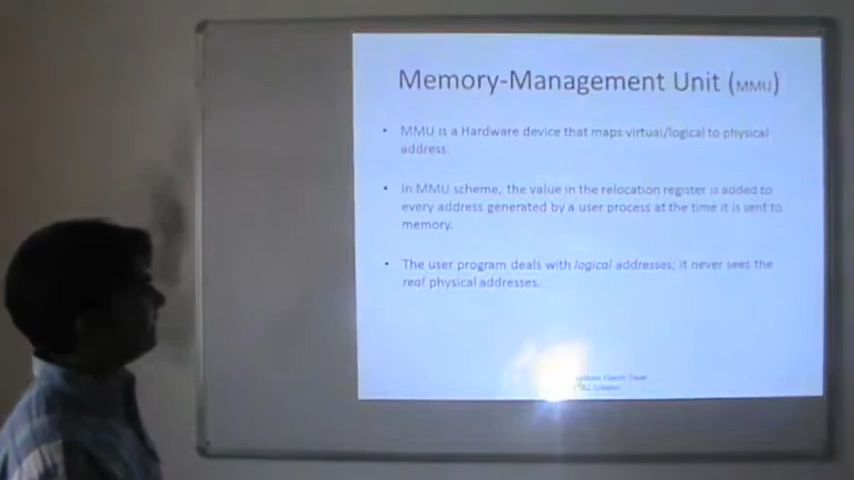 Memory-Management Unit (MMU)
• MMU is a Hardware device that maps virtual/logical to physical
address.
• In MMU scheme, the value in the relocation register is added to
every address generated by a user process at the time it is sent to
memory.
• The user program deals with logical addresses; it never sees the
real physical addresses.